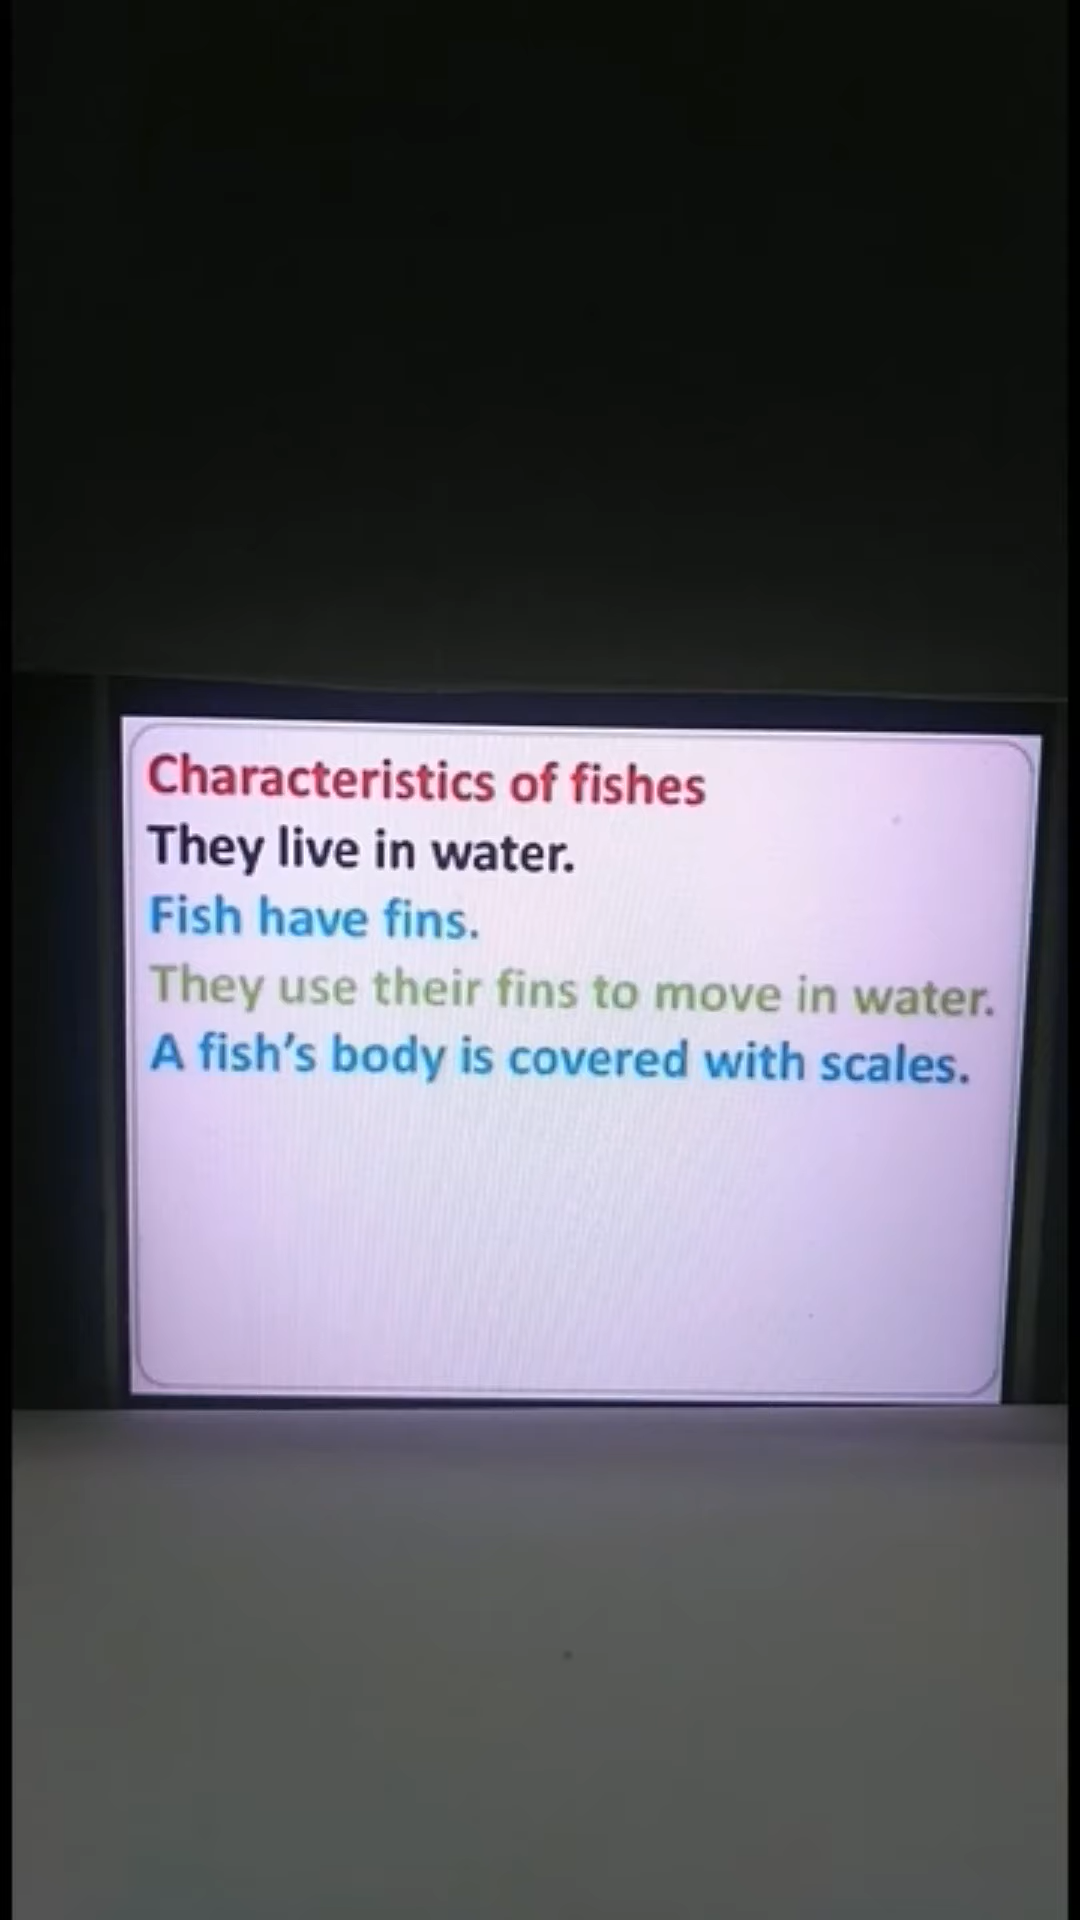 Characteristics of fishes
They live in water.
Fish have fins.
They use their fins to move in water.
A fish’s body is covered with scales.